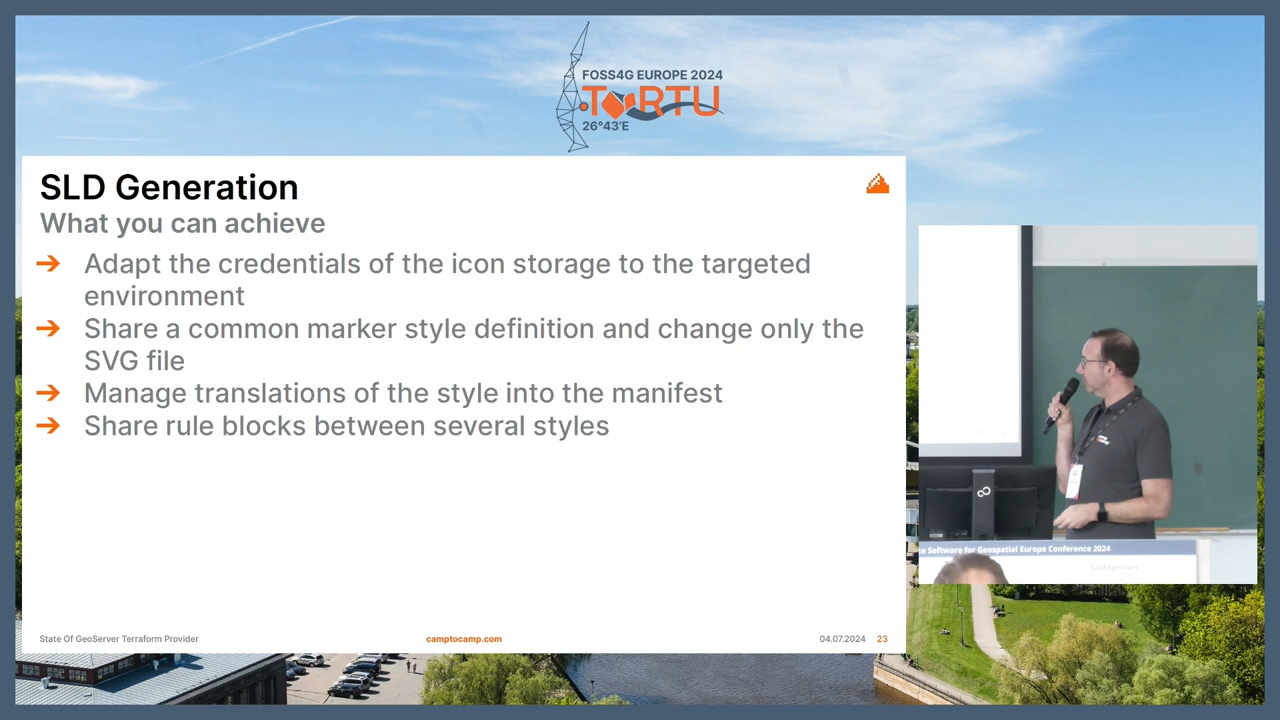 FOSS4G EUROPE 2024
TARTU
26°43'E
SLD Generation
What you can achieve
➔ Adapt the credentials of the icon storage to the targeted
environment
➔ Share a common marker style definition and change only the
SVG file
➔ Manage translations of the style into the manifest
➔ Share rule blocks between several styles
State Of GeoServer Terraform Provider
camptocamp.com
04.07.2024 23
ce Software for Geospatial Europe Conference 2024
Gold sponsors